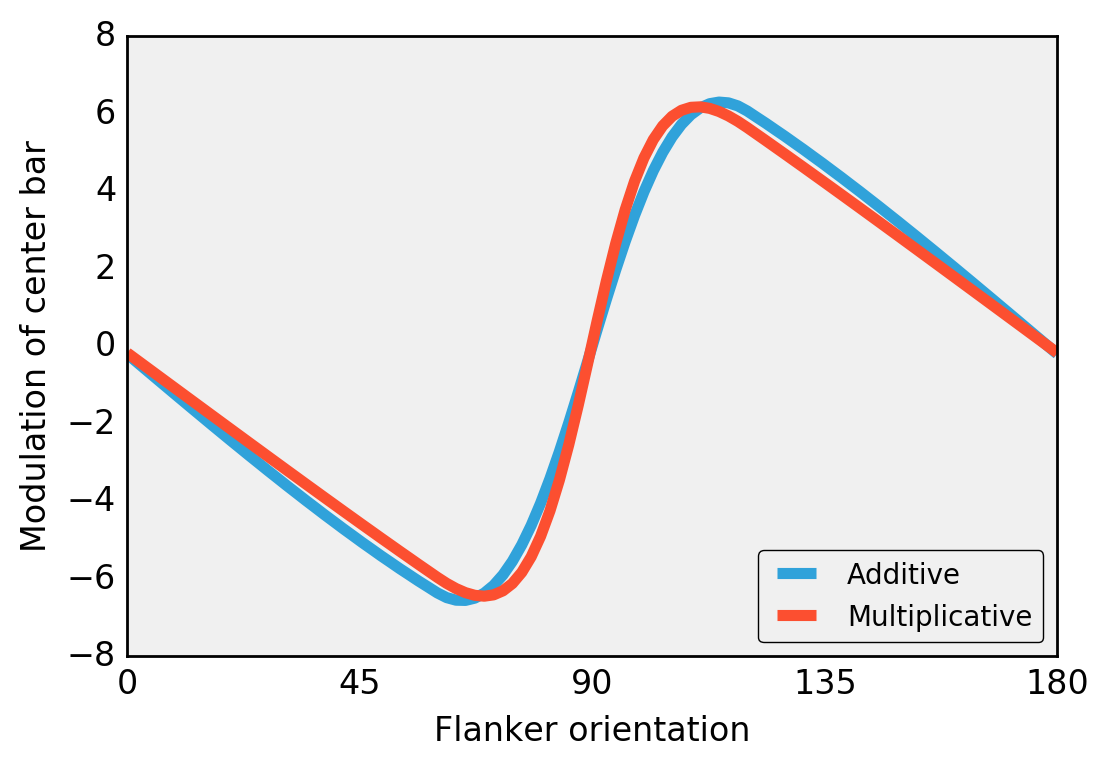 8
6
4
2
0
−2
−4
−6
−8
Modulation of center bar
0 45 90 135 180
Flanker orientation
Additive
Multiplicative